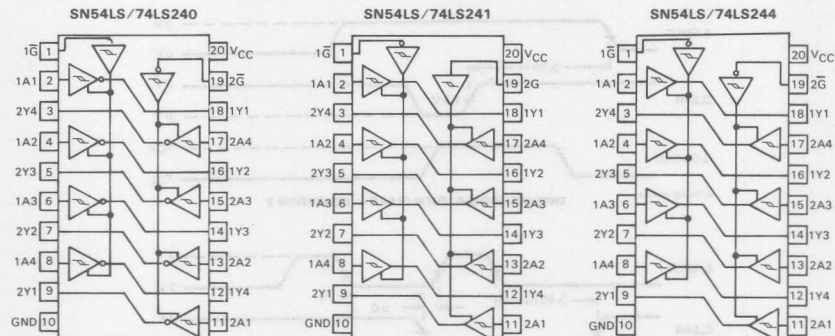 SN54LS/74LS240
1G̅ 1 20 VCC
1A1 2 19 2G̅
2Y4 3 18 1Y1
1A2 4 17 2A4
2Y3 5 16 1Y2
1A3 6 15 2A3
2Y2 7 14 1Y3
1A4 8 13 2A2
2Y1 9 12 1Y4
GND 10 11 2A1
SN54LS/74LS241
1G̅ 1 20 VCC
1A1 2 19 2G
2Y4 3 18 1Y1
1A2 4 17 2A4
2Y3 5 16 1Y2
1A3 6 15 2A3
2Y2 7 14 1Y3
1A4 8 13 2A2
2Y1 9 12 1Y4
GND 10 11 2A1
SN54LS/74LS244
1G̅ 1 20 VCC
1A1 2 19 2G̅
2Y4 3 18 1Y1
1A2 4 17 2A4
2Y3 5 16 1Y2
1A3 6 15 2A3
2Y2 7 14 1Y3
1A4 8 13 2A2
2Y1 9 12 1Y4
GND 10 11 2A1